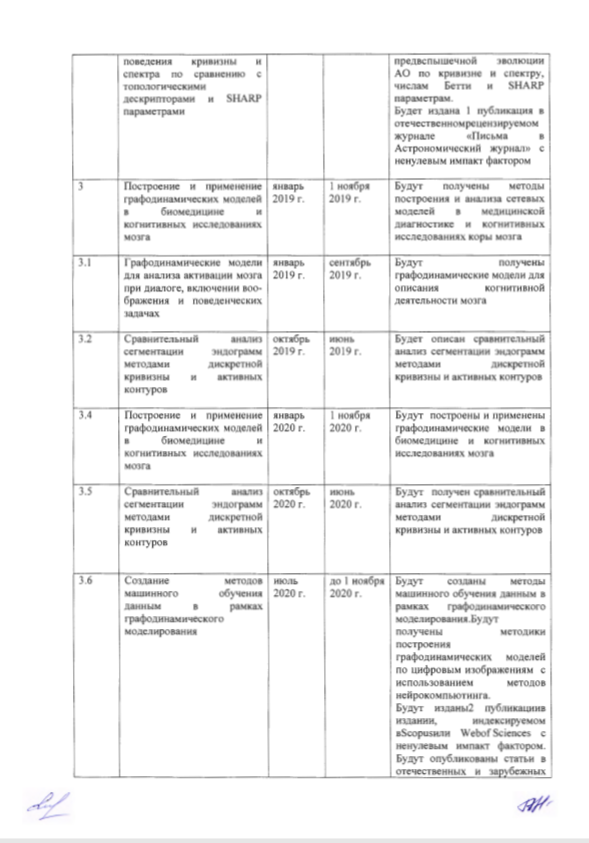 поведения кривизны и
спектра по сравнению с
топологическими
дескрипторами и SHARP
параметрами
предвспышечной эволюции
АО по кривизне и спектру,
числам Бетти и SHARP
параметрам.
Будет издана 1 публикация в
отечественномрецензируемом
журнале «Письма в
Астрономический журнал» с
ненулевым импакт фактором
3
Построение и применение
графодинамических моделей
в биомедицине и
когнитивных исследованиях
мозга
январь
2019 г.
1 ноября
2019 г.
Будут получены методы
построения и анализа сетевых
моделей в медицинской
диагностике и когнитивных
исследованиях коры мозга
3.1
Графодинамические модели
для анализа активации мозга
при диалоге, включении воо-
бражения и поведенческих
задачах
январь
2019 г.
сентябрь
2019 г.
Будут получены
графодинамические модели для
описания когнитивной
деятельности мозга
3.2
Сравнительный анализ
сегментации эндограмм
методами дискретной
кривизны и активных
контуров
октябрь
2019 г.
июнь
2019 г.
Будет описан сравнительный
анализ сегментации эндограмм
методами дискретной
кривизны и активных контуров
3.4
Построение и применение
графодинамических моделей
в биомедицине и
когнитивных исследованиях
мозга
январь
2020 г.
1 ноября
2020 г.
Будут построены и применены
графодинамические модели в
биомедицине и когнитивных
исследованиях мозга
3.5
Сравнительный анализ
сегментации эндограмм
методами дискретной
кривизны и активных
контуров
октябрь
2020 г.
июнь
2020 г.
Будут получен сравнительный
анализ сегментации эндограмм
методами дискретной
кривизны и активных контуров
3.6
Создание методов
машинного обучения
данным в рамках
графодинамического
моделирования
июль
2020 г.
до 1 ноября
2020 г.
Будут созданы методы
машинного обучения данным в
рамках графодинамического
моделирования.Будут
получены методики
построения
графодинамических моделей
по цифровым изображениям с
использованием методов
нейрокомпьютинга.
Будут изданы2 публикациив
издании, индексируемом
вScopusили Webof Sciences с
ненулевым импакт фактором.
Будут опубликованы статьи в
отечественных и зарубежных